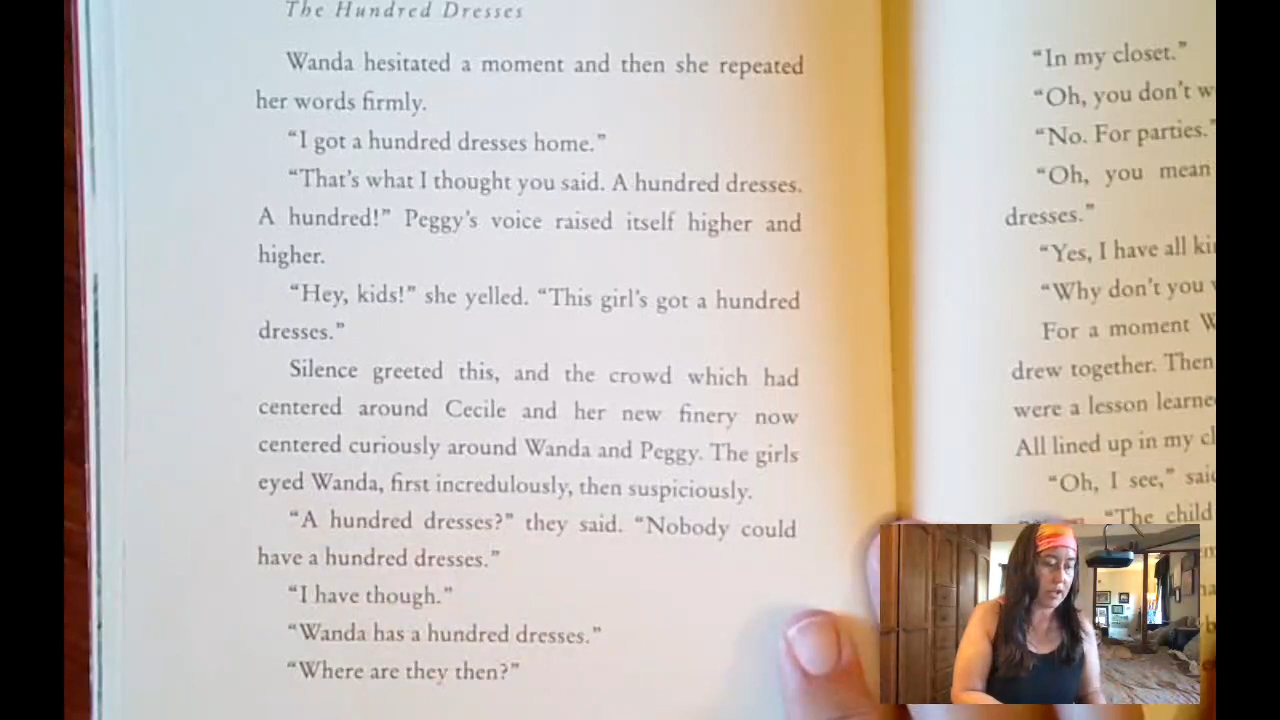 The Hundred Dresses
Wanda hesitated a moment and then she repeated
her words firmly.
“I got a hundred dresses home.”
“That’s what I thought you said. A hundred dresses.
A hundred!” Peggy’s voice raised itself higher and
higher.
“Hey, kids!” she yelled. “This girl’s got a hundred
dresses.”
Silence greeted this, and the crowd which had
centered around Cecile and her new finery now
centered curiously around Wanda and Peggy. The girls
eyed Wanda, first incredulously, then suspiciously.
“A hundred dresses?” they said. “Nobody could
have a hundred dresses.”
“I have though.”
“Wanda has a hundred dresses.”
“Where are they then?”
“In my closet.”
“Oh, you don’t
“No. For parties.”
“Oh, you mean
dresses.”
“Yes, I have all
“Why don’t you
For a moment
drew together. Then
were a lesson
All lined up in my
“Oh, I see,”
“The child